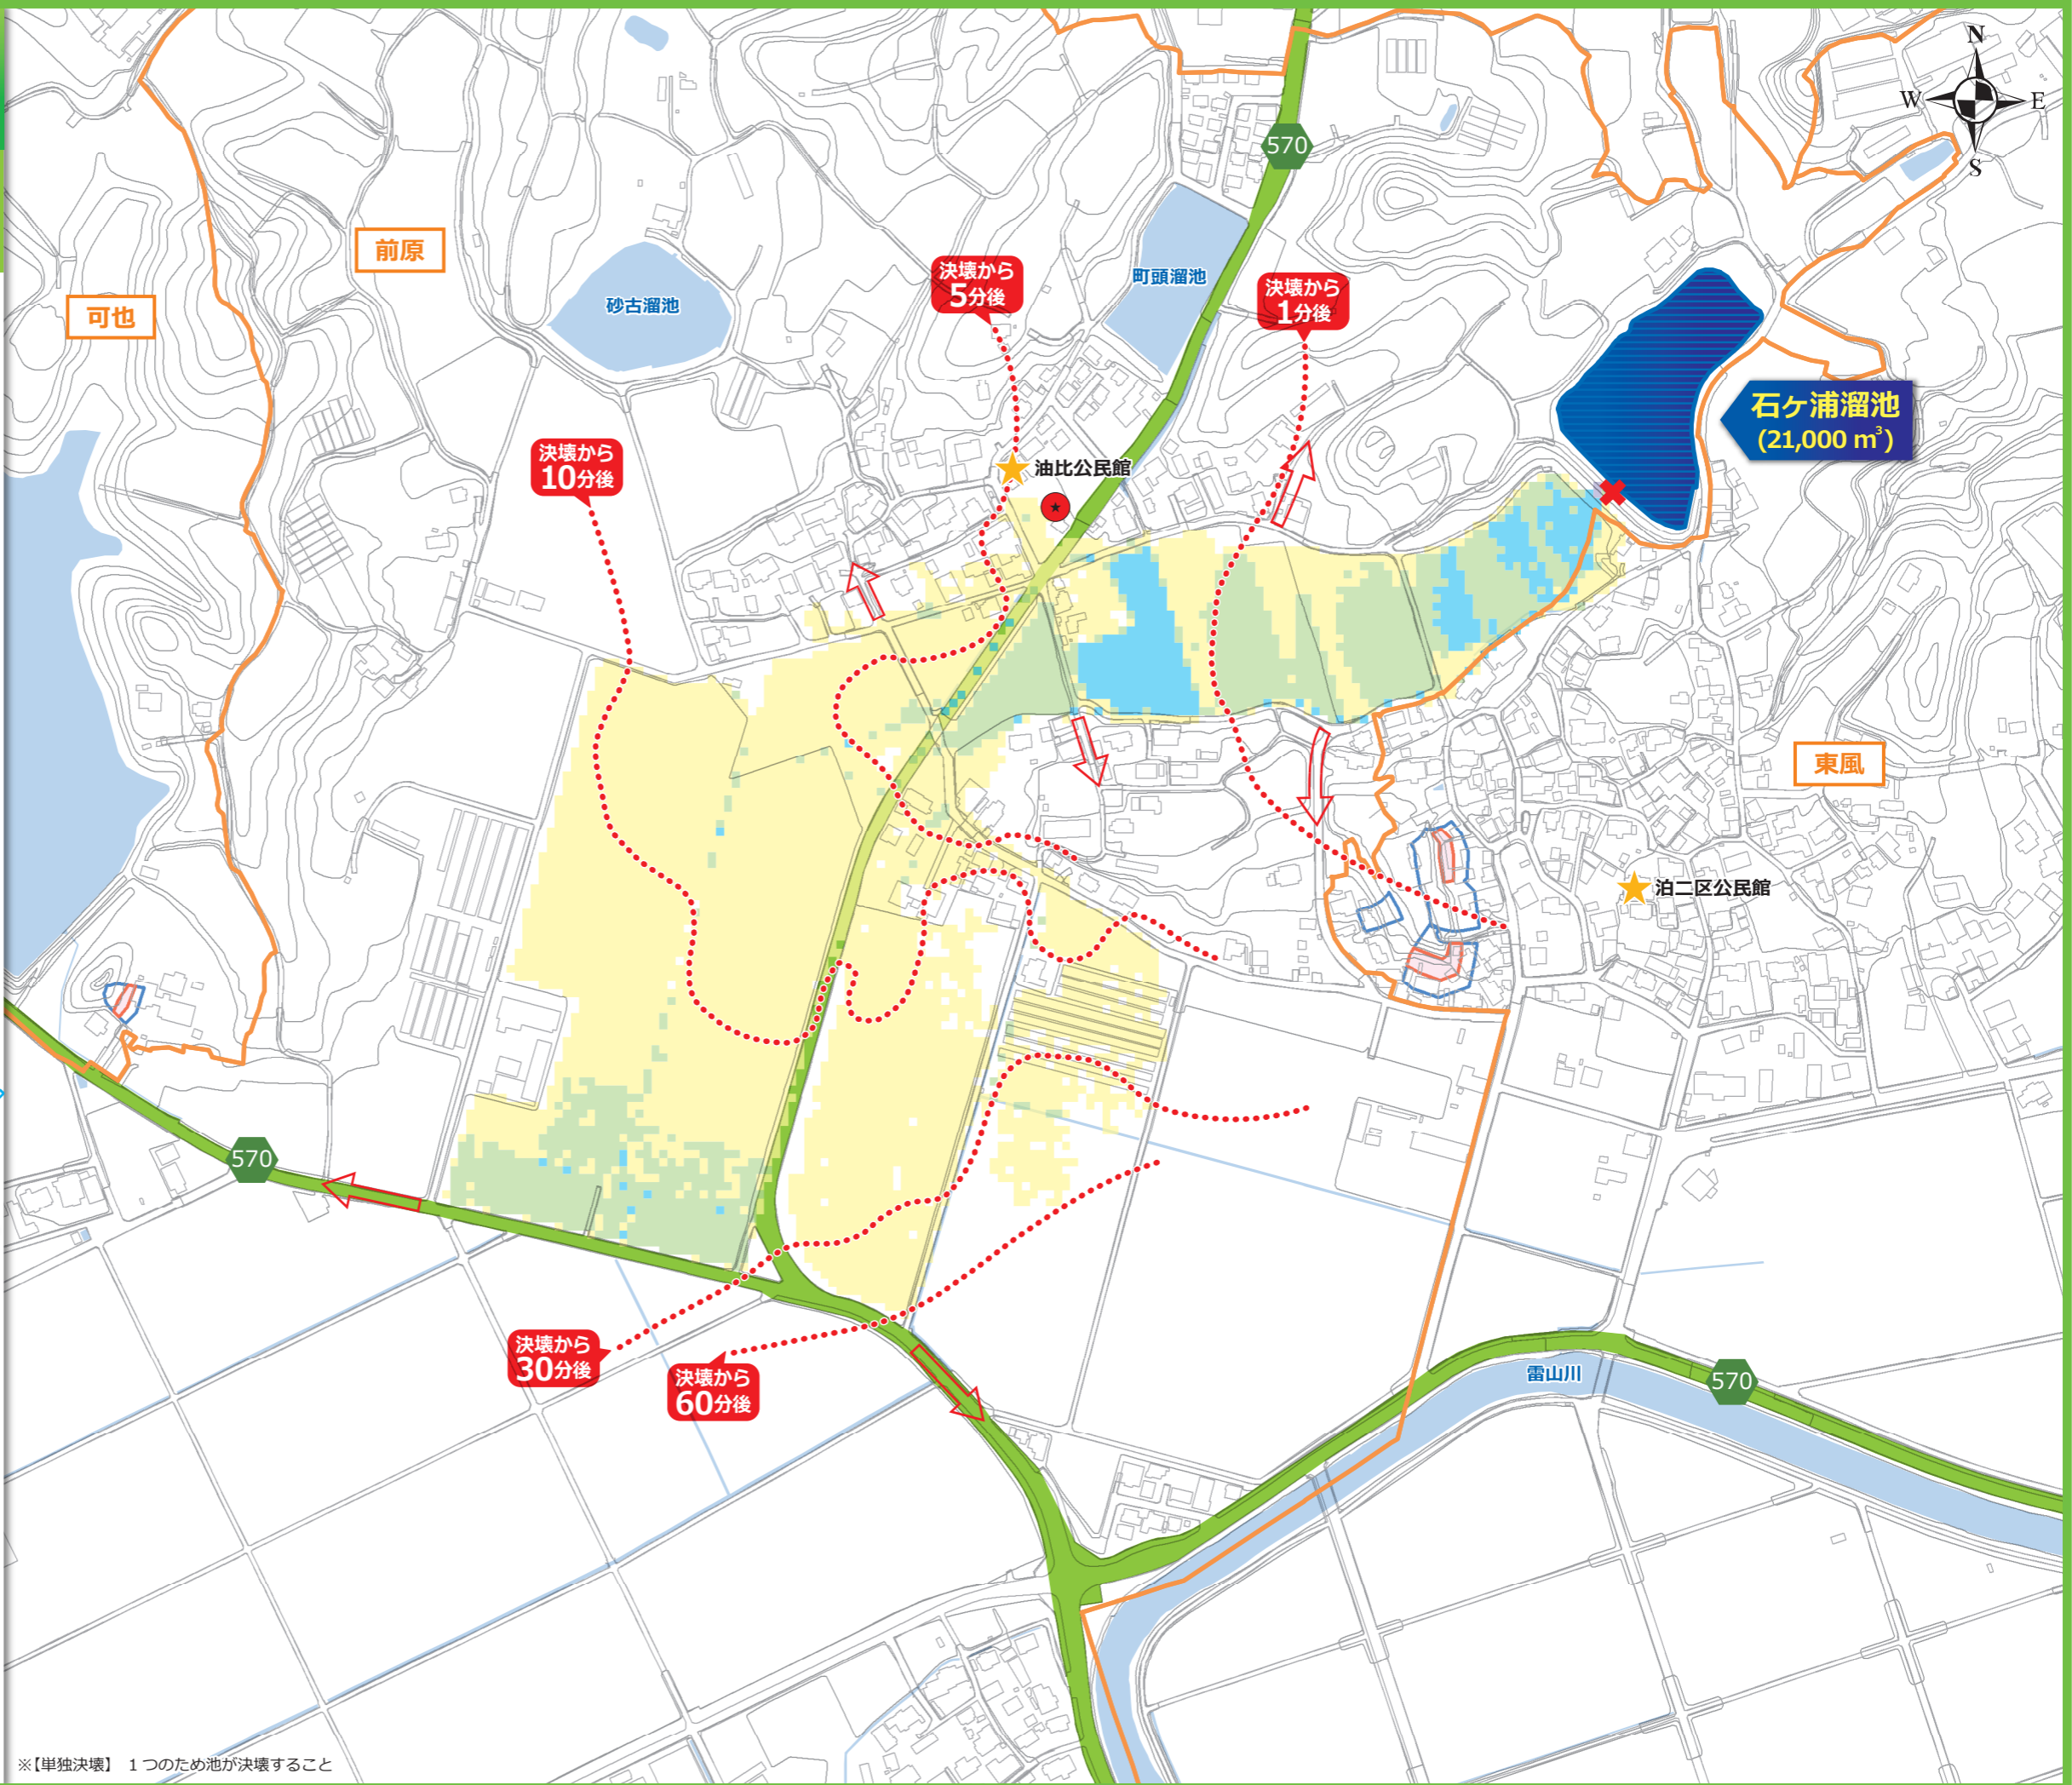 N
W
E
S
570
前原
可也
砂古溜池
決壊から
5分後
町頭溜池
決壊から
1分後
石ヶ浦溜池
(21,000 m³)
決壊から
10分後
油比公民館
東風
泊二区公民館
570
決壊から
30分後
決壊から
60分後
雷山川
570
※【単独決壊】 1つのため池が決壊すること